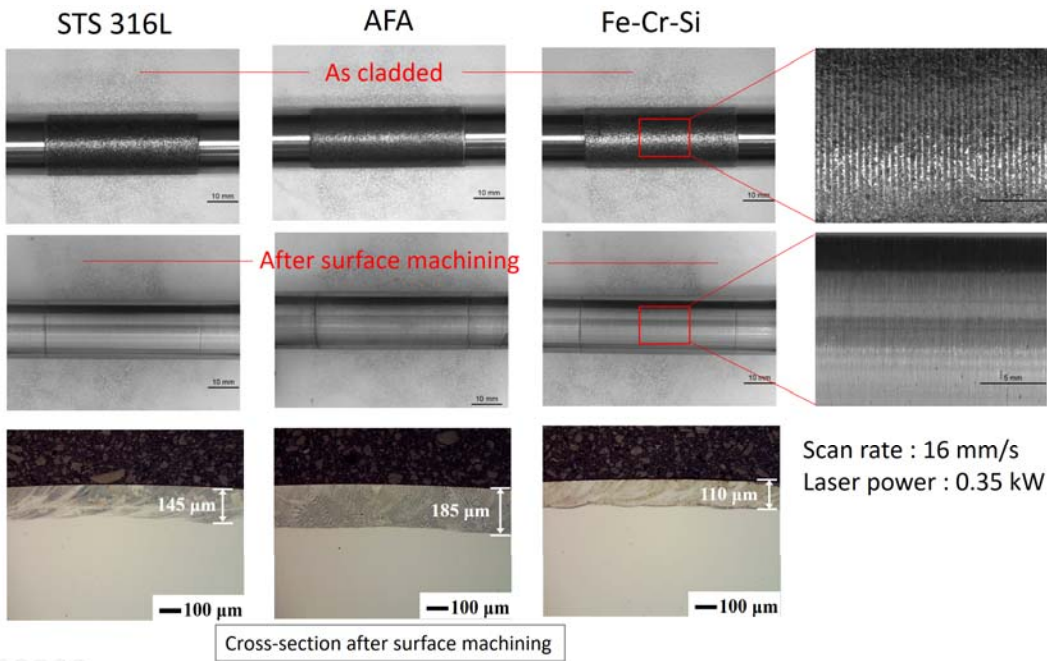 STS 316L
AFA
Fe-Cr-Si
As cladded
10 mm
10 mm
10 mm
After surface machining
10 mm
10 mm
10 mm
5 mm
145 µm
185 µm
110 µm
Scan rate : 16 mm/s
Laser power : 0.35 kW
100 µm
100 µm
100 µm
Cross-section after surface machining